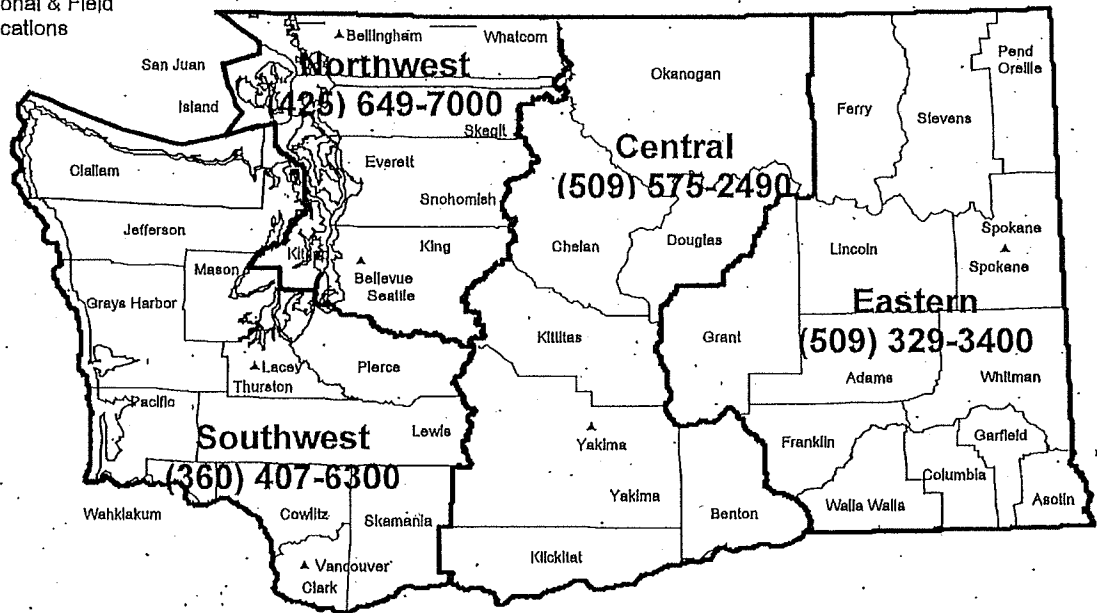 onal & Field
cations
Bellingham
Whatcom
San Juan
Northwest
(425) 649-7000
Island
Skagit
Okanogan
Ferry
Stevens
Pend
Oreille
Clallam
Everett
Snohomish
Central
(509) 575-2490
Jefferson
King
Chelan
Douglas
Lincoln
Spokane
Spokane
Mason
Bellevue
Seattle
Grays Harbor
Kittitas
Grant
Eastern
(509) 329-3400
Lacey
Thurston
Pierce
Adams
Whitman
Pacific
Southwest
(360) 407-6300
Lewis
Yakima
Yakima
Franklin
Garfield
Columbia
Walla Walla
Asotin
Benton
Wahkiakum
Cowlitz
Skamania
Klickitat
Vancouver
Clark